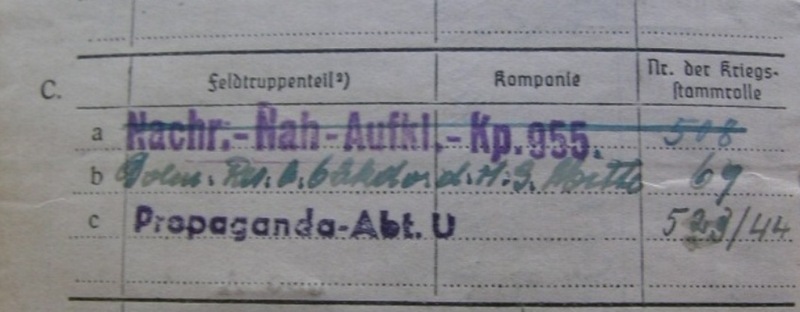 C.
Feldtruppenteil²) Kompanie Nr. der Kriegs-
stammrolle
a Nachr.-Nah-Aufkl.-Kp. 955. 508
b d. H. G. 69
c Propaganda-Abt. U 523/44